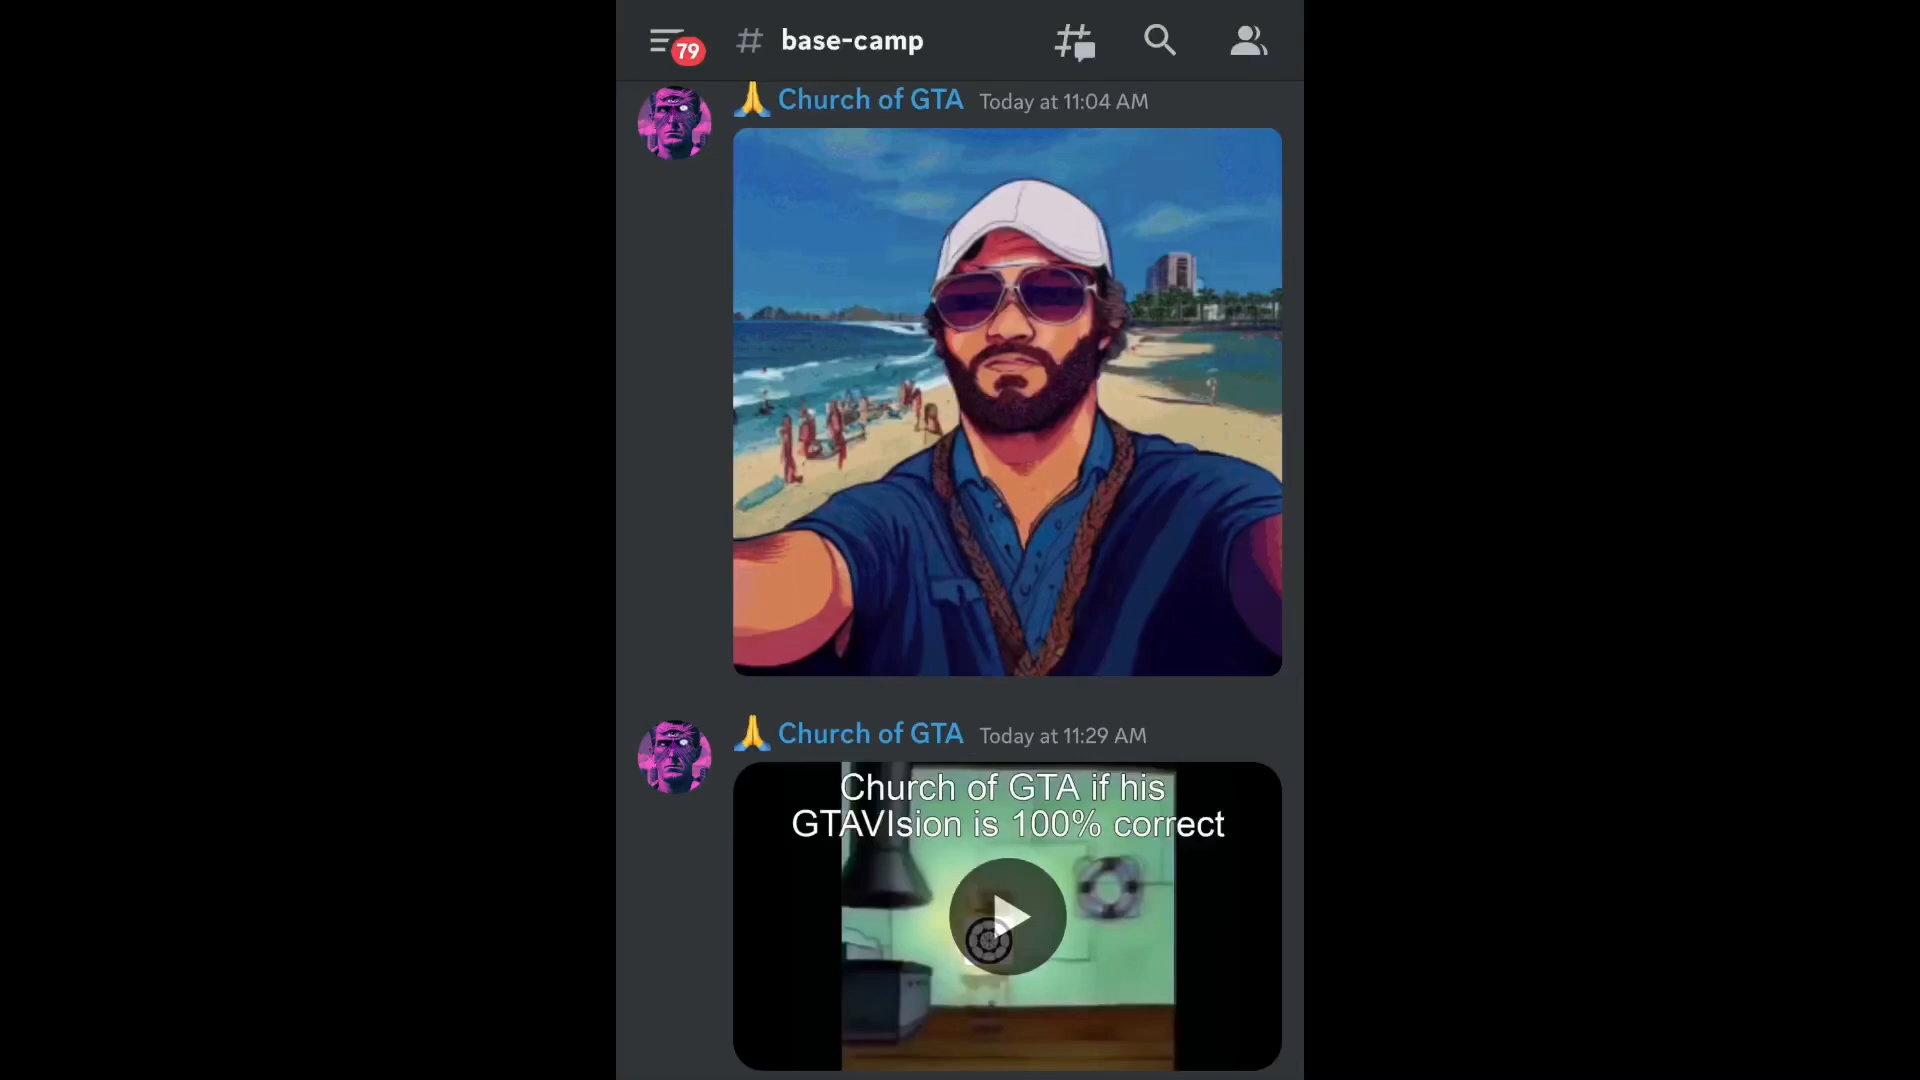 79
# base-camp
🙏 Church of GTA Today at 11:04 AM
🙏 Church of GTA Today at 11:29 AM
Church of GTA if his
GTAVIsion is 100% correct